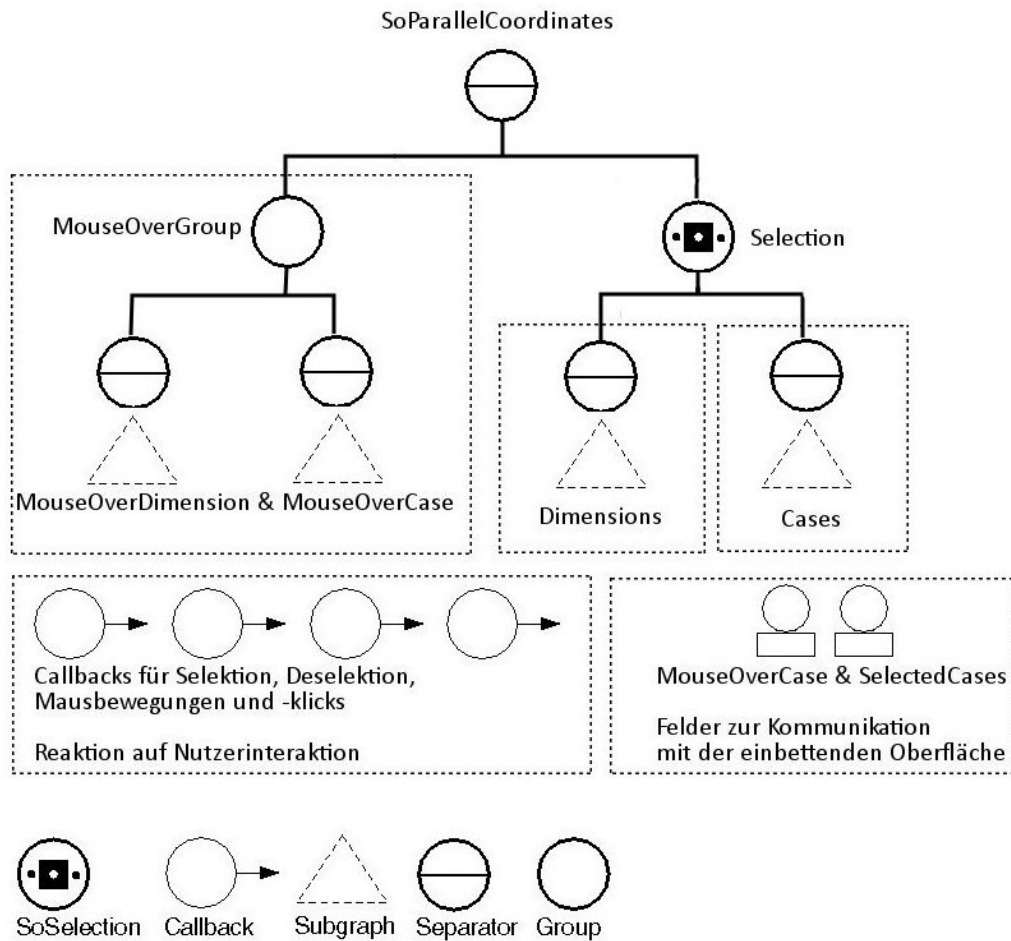 SoParallelCoordinates
MouseOverGroup
Selection
MouseOverDimension & MouseOverCase
Dimensions
Cases
Callbacks für Selektion, Deselektion,
Mausbewegungen und -klicks
Reaktion auf Nutzerinteraktion
MouseOverCase & SelectedCases
Felder zur Kommunikation
mit der einbettenden Oberfläche
SoSelection
Callback
Subgraph
Separator
Group